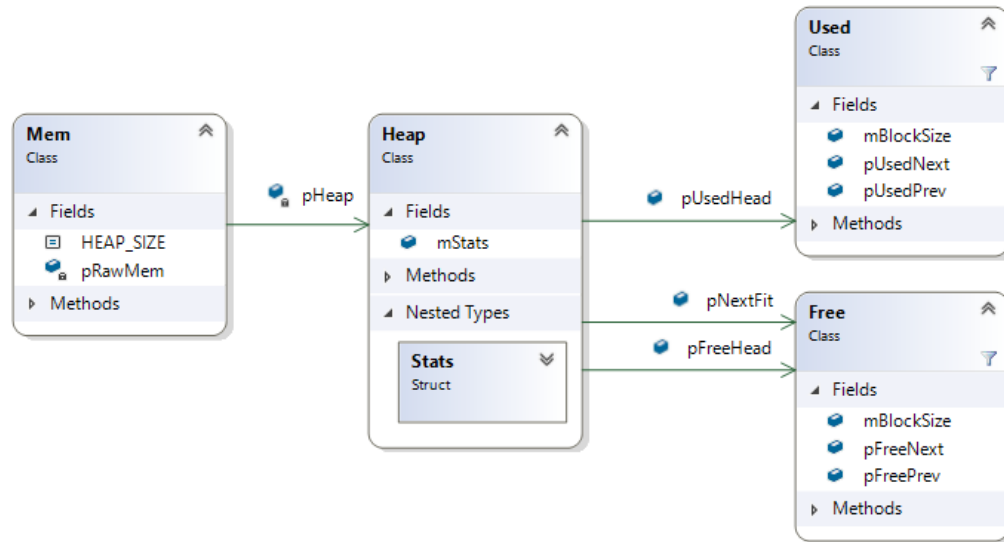 Mem
Class
Fields
HEAP_SIZE
pRawMem
Methods
pHeap
Heap
Class
Fields
mStats
Methods
Nested Types
Stats
Struct
pUsedHead
pNextFit
pFreeHead
Used
Class
Fields
mBlockSize
pUsedNext
pUsedPrev
Methods
Free
Class
Fields
mBlockSize
pFreeNext
pFreePrev
Methods